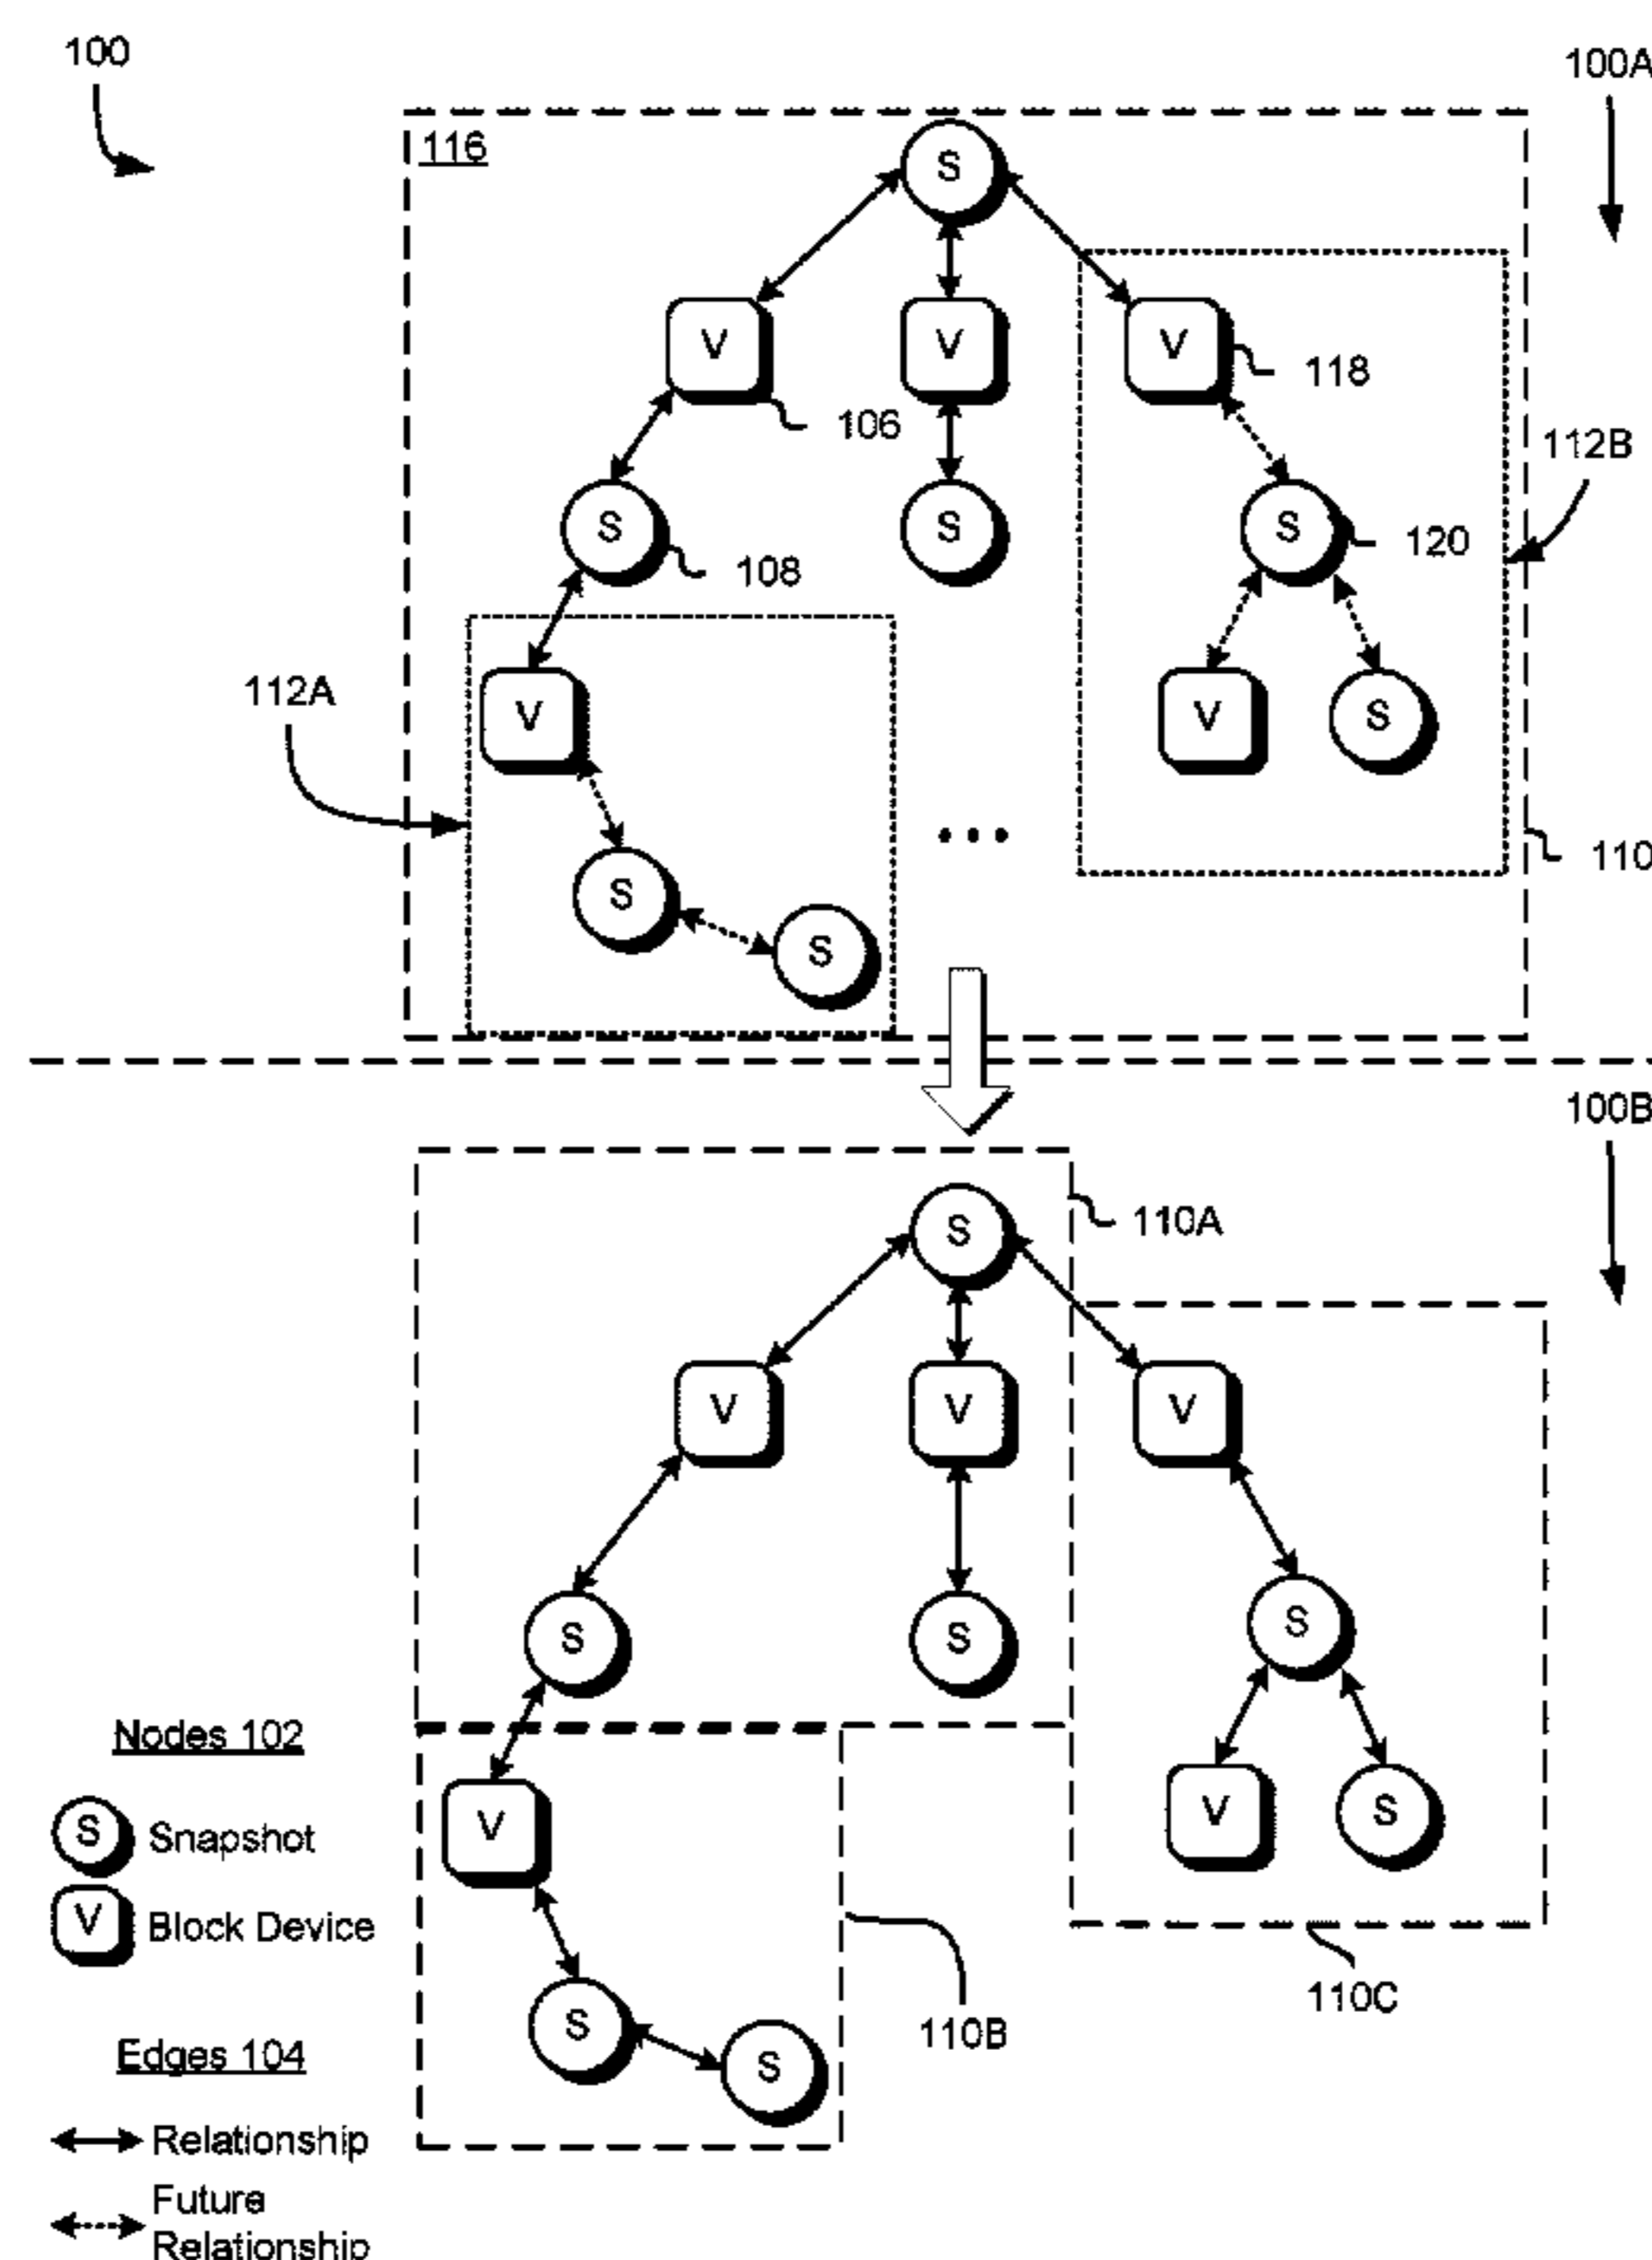 100
100A
116
S
V
V
V
118
106
112B
S
S
S
120
108
112A
V
V
S
110
S
S
100B
S
110A
V
V
V
S
S
S
Nodes 102
S Snapshot
V Block Device
V
V
S
110B
110C
S
S
Edges 104
Relationship
Future
Relationship